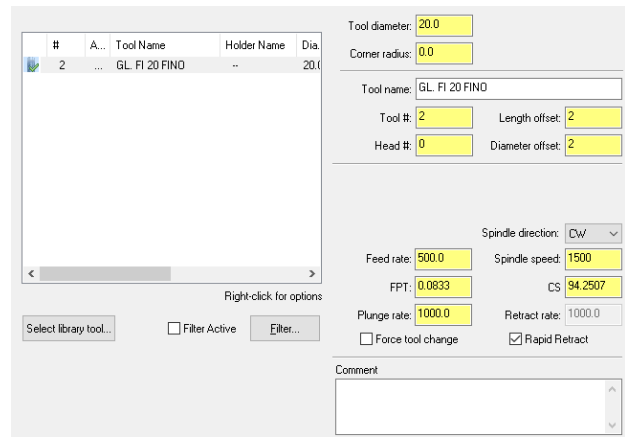 # A... Tool Name Holder Name Dia.
2 ... GL. FI 20 FINO -- 20.(
Right-click for options
Select library tool... Filter Active Filter...
Tool diameter: 20.0
Corner radius: 0.0
Tool name: GL. FI 20 FINO
Tool #: 2 Length offset: 2
Head #: 0 Diameter offset: 2
Spindle direction: CW
Feed rate: 500.0 Spindle speed: 1500
FPT: 0.0833 CS 94.2507
Plunge rate: 1000.0 Retract rate: 1000.0
Force tool change Rapid Retract
Comment